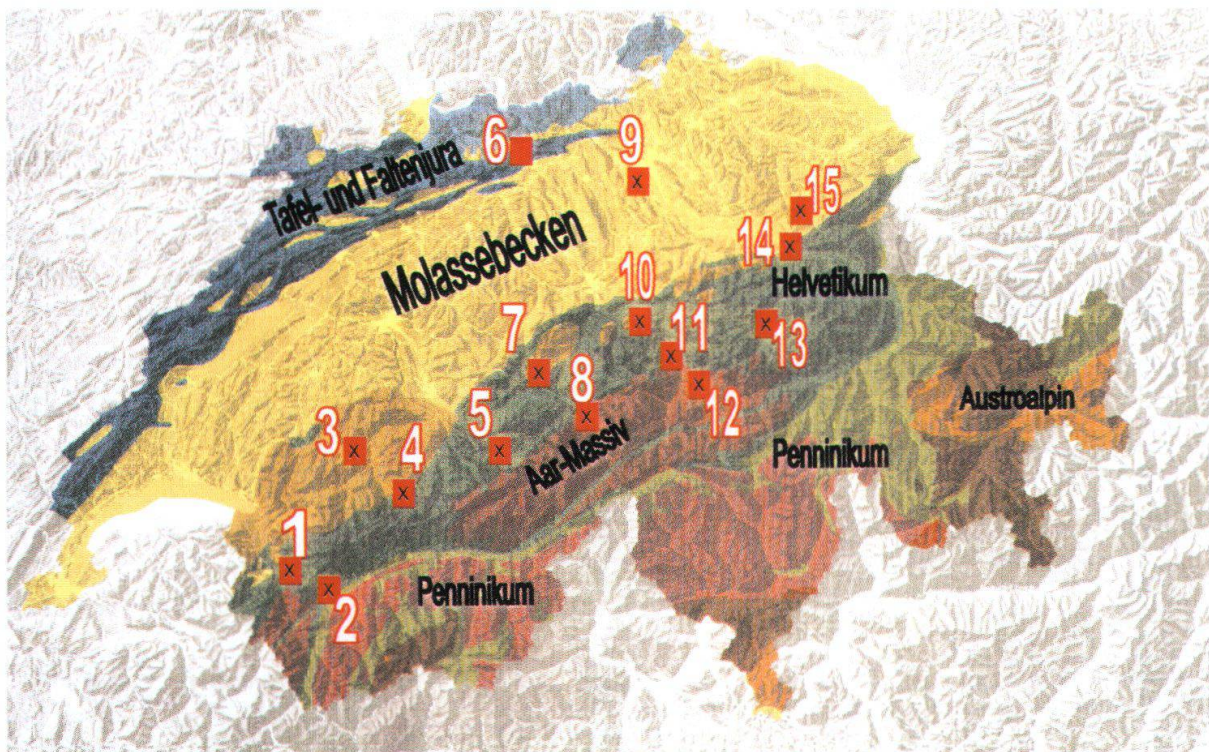 6
9
Tafel- und Faltenjura
15
14
Molassebecken
10
Helvetikum
7
11
13
8
3
4
5
12
Austroalpin
Aar-Massiv
Penninikum
1
Penninikum
2